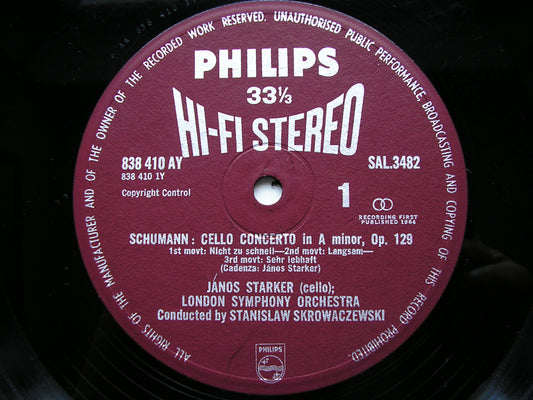 ALL RIGHTS OF THE MANUFACTURER AND OF THE OWNER OF THE RECORDED WORK RESERVED. UNAUTHORISED PUBLIC PERFORMANCE, BROADCASTING AND COPYING OF THIS RECORD PROHIBITED.
PHILIPS
33⅓
HI-FI STEREO
838 410 AY
SAL.3482
838 410 1Y
Copyright Control
1
RECORDING FIRST
PUBLISHED 1964
SCHUMANN: CELLO CONCERTO in A minor, Op. 129
1st movt: Nicht zu schnell—2nd movt: Langsam—
3rd movt: Sehr lebhaft
(Cadenza: János Starker)
JÁNOS STARKER (cello);
LONDON SYMPHONY ORCHESTRA
Conducted by STANISLAW SKROWACZEWSKI
PHILIPS